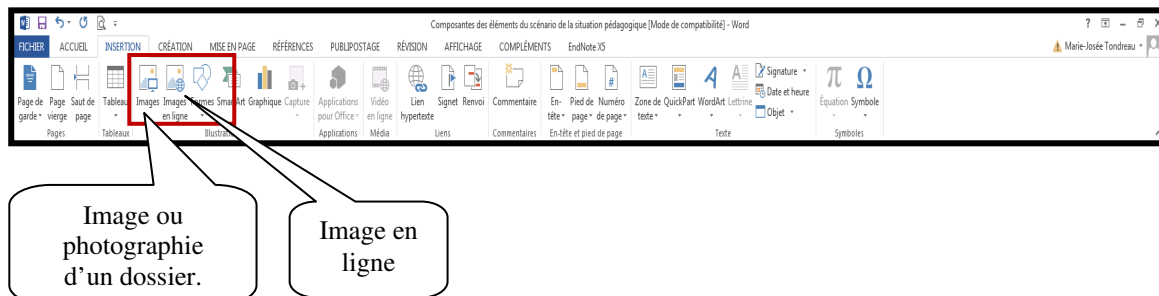 Composantes des éléments du scénario de la situation pédagogique [Mode de compatibilité] - Word
FICHIER ACCUEIL INSERTION CRÉATION MISE EN PAGE RÉFÉRENCES PUBLIPOSTAGE RÉVISION AFFICHAGE COMPLÉMENTS EndNote X5 Marie-Josée Tondreau
Page de garde
Page vierge
Saut de page
Tableau
Images
Images en ligne
Formes
SmartArt
Graphique
Capture
Applications pour Office
Vidéo en ligne
Lien hypertexte
Signet
Renvoi
Commentaire
En-tête
Pied de page
Numéro de page
Zone de texte
QuickPart
WordArt
Lettrine
Signature
Date et heure
Objet
Équation
Symbole
Pages Tableaux Illustrations Applications Média Liens Commentaires En-tête et pied de page Texte Symboles
Image ou
photographie
d'un dossier.
Image en
ligne